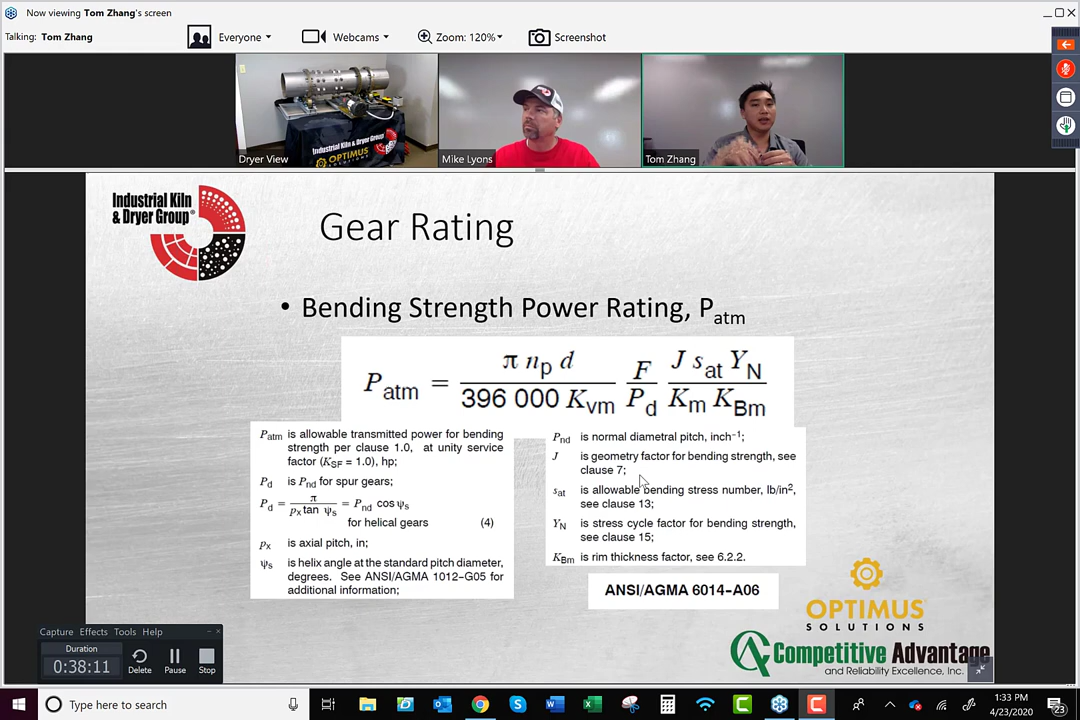 Now viewing Tom Zhang's screen
Talking: Tom Zhang
Everyone
Webcams
Zoom: 120%
Screenshot
Industrial Kiln & Dryer Group
OPTIMUS
SOLUTIONS
Dryer View
Mike Lyons
Tom Zhang
Industrial Kiln
& Dryer Group®
Gear Rating
• Bending Strength Power Rating, Patm
Patm = π np d / 396 000 Kvm F / Pd J sat YN / Km KBm
Patm is allowable transmitted power for bending
strength per clause 1.0, at unity service
factor (KSF = 1.0), hp;
Pd is Pnd for spur gears;
Pd = π / px tan ψs = Pnd cos ψs
for helical gears (4)
px is axial pitch, in;
ψs is helix angle at the standard pitch diameter,
degrees. See ANSI/AGMA 1012–G05 for
additional information;
Pnd is normal diametral pitch, inch–1;
J is geometry factor for bending strength, see
clause 7;
sat is allowable bending stress number, lb/in2,
see clause 13;
YN is stress cycle factor for bending strength,
see clause 15;
KBm is rim thickness factor, see 6.2.2.
ANSI/AGMA 6014–A06
OPTIMUS
SOLUTIONS
Competitive Advantage
and Reliability Excellence, Inc.
Capture Effects Tools Help
Duration
0:38:11
Delete
Pause
Stop
Type here to search
1:33 PM
4/23/2020
23